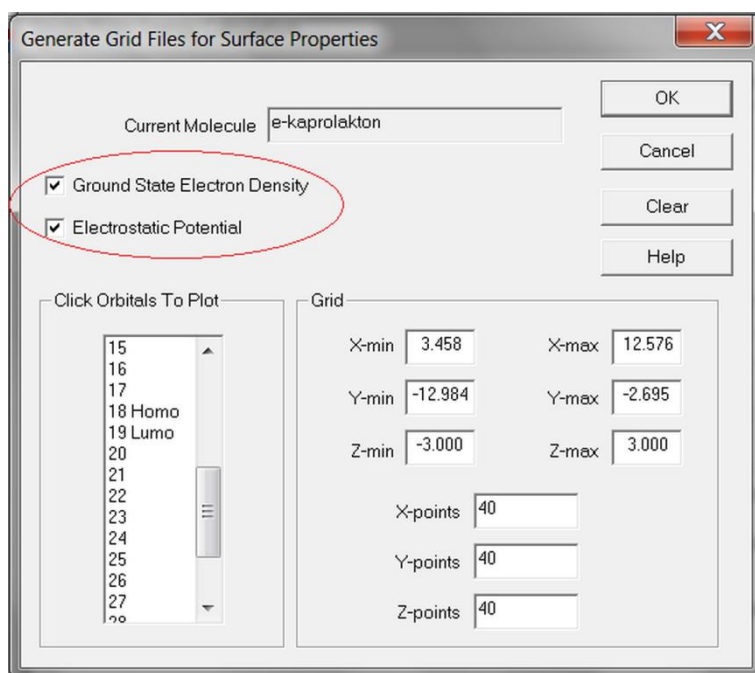 Generate Grid Files for Surface Properties
X
Current Molecule e-kaprolakton
OK
Cancel
Clear
Help
Ground State Electron Density
Electrostatic Potential
Click Orbitals To Plot
15
16
17
18 Homo
19 Lumo
20
21
22
23
24
25
26
27
28
Grid
X-min 3.458 X-max 12.576
Y-min -12.984 Y-max -2.695
Z-min -3.000 Z-max 3.000
X-points 40
Y-points 40
Z-points 40